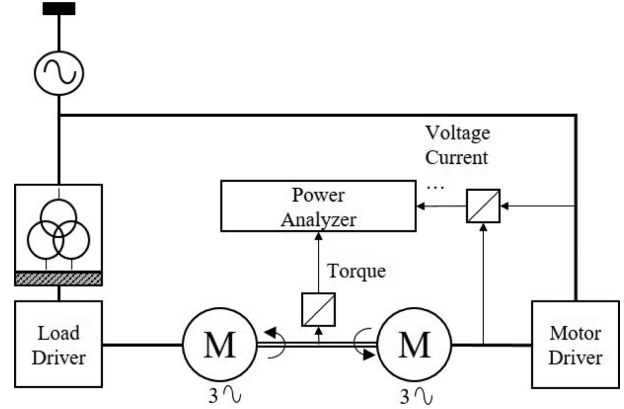 Voltage
Current
...
Power
Analyzer
Torque
Load
Driver
M
M
Motor
Driver
3
3